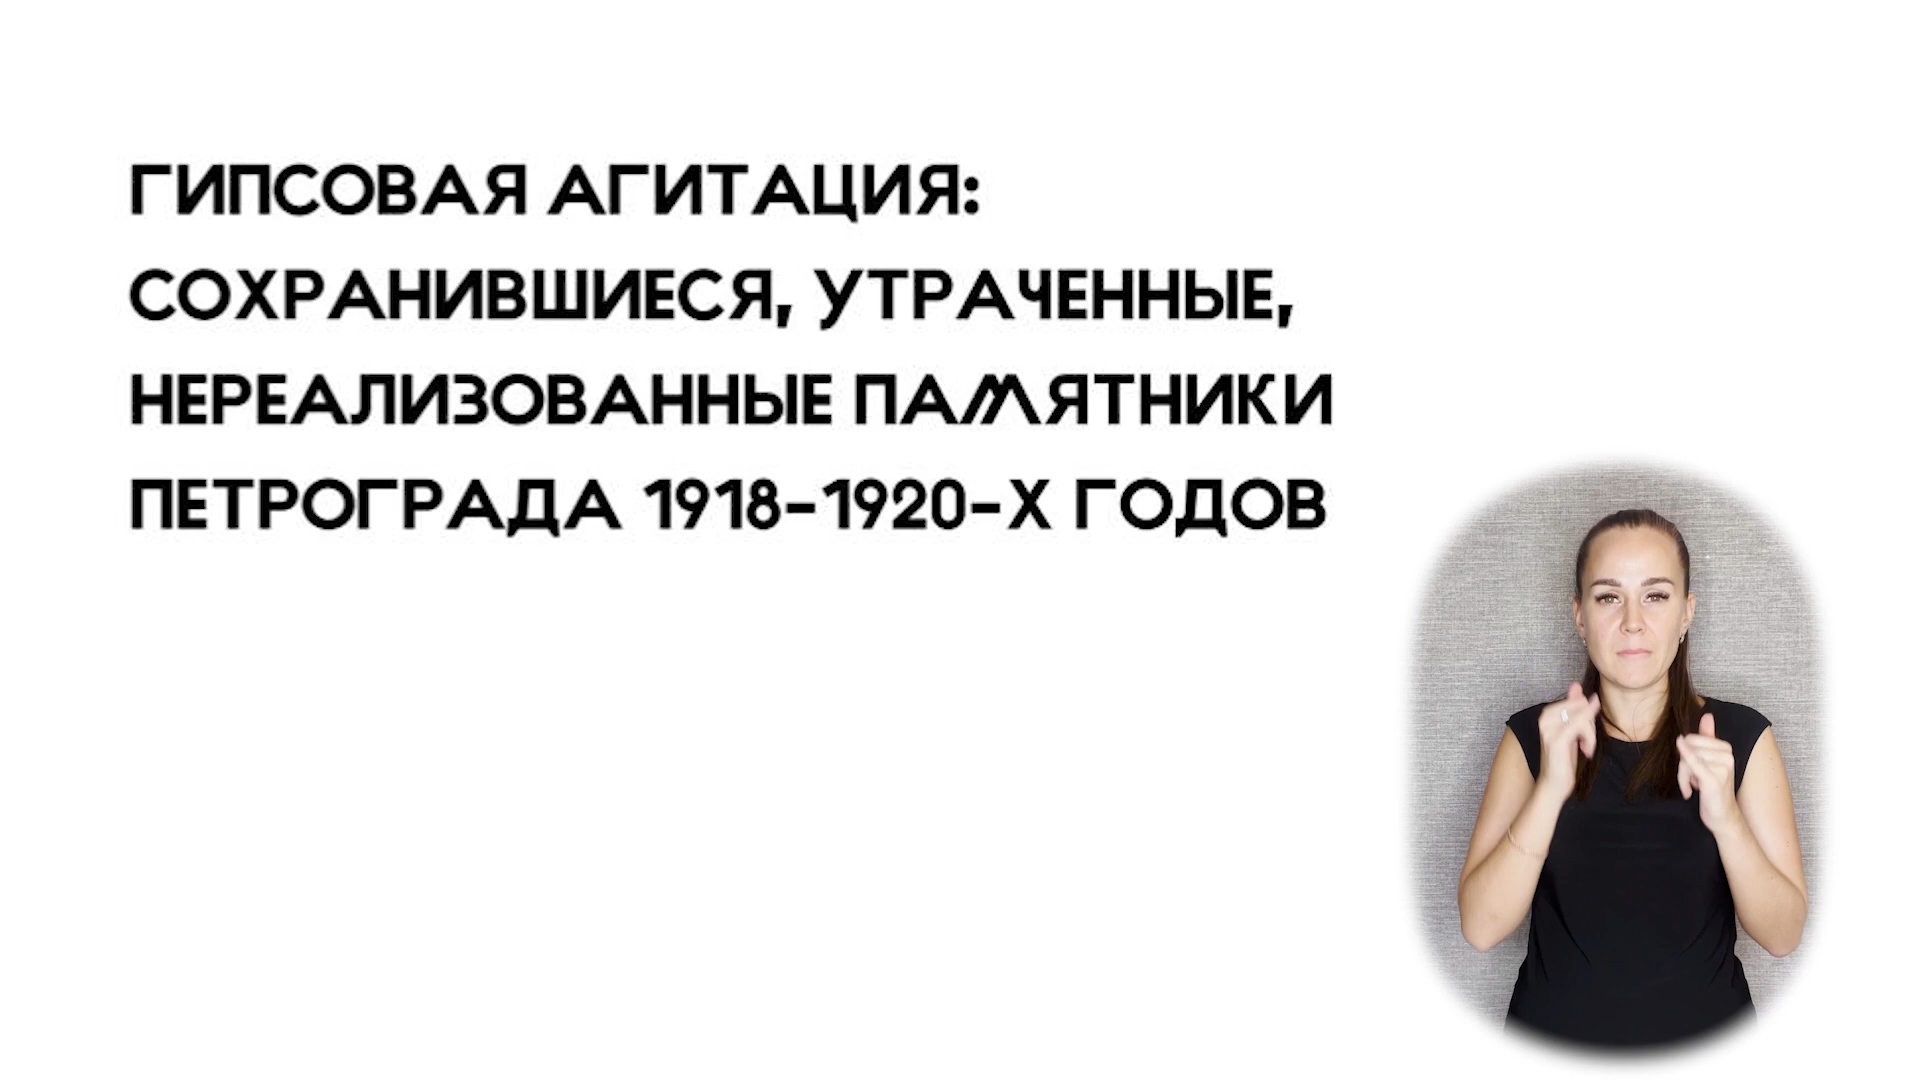 ГИПСОВАЯ АГИТАЦИЯ:
СОХРАНИВШИЕСЯ, УТРАЧЕННЫЕ,
НЕРЕАЛИЗОВАННЫЕ ПАМЯТНИКИ
ПЕТРОГРАДА 1918-1920-Х ГОДОВ